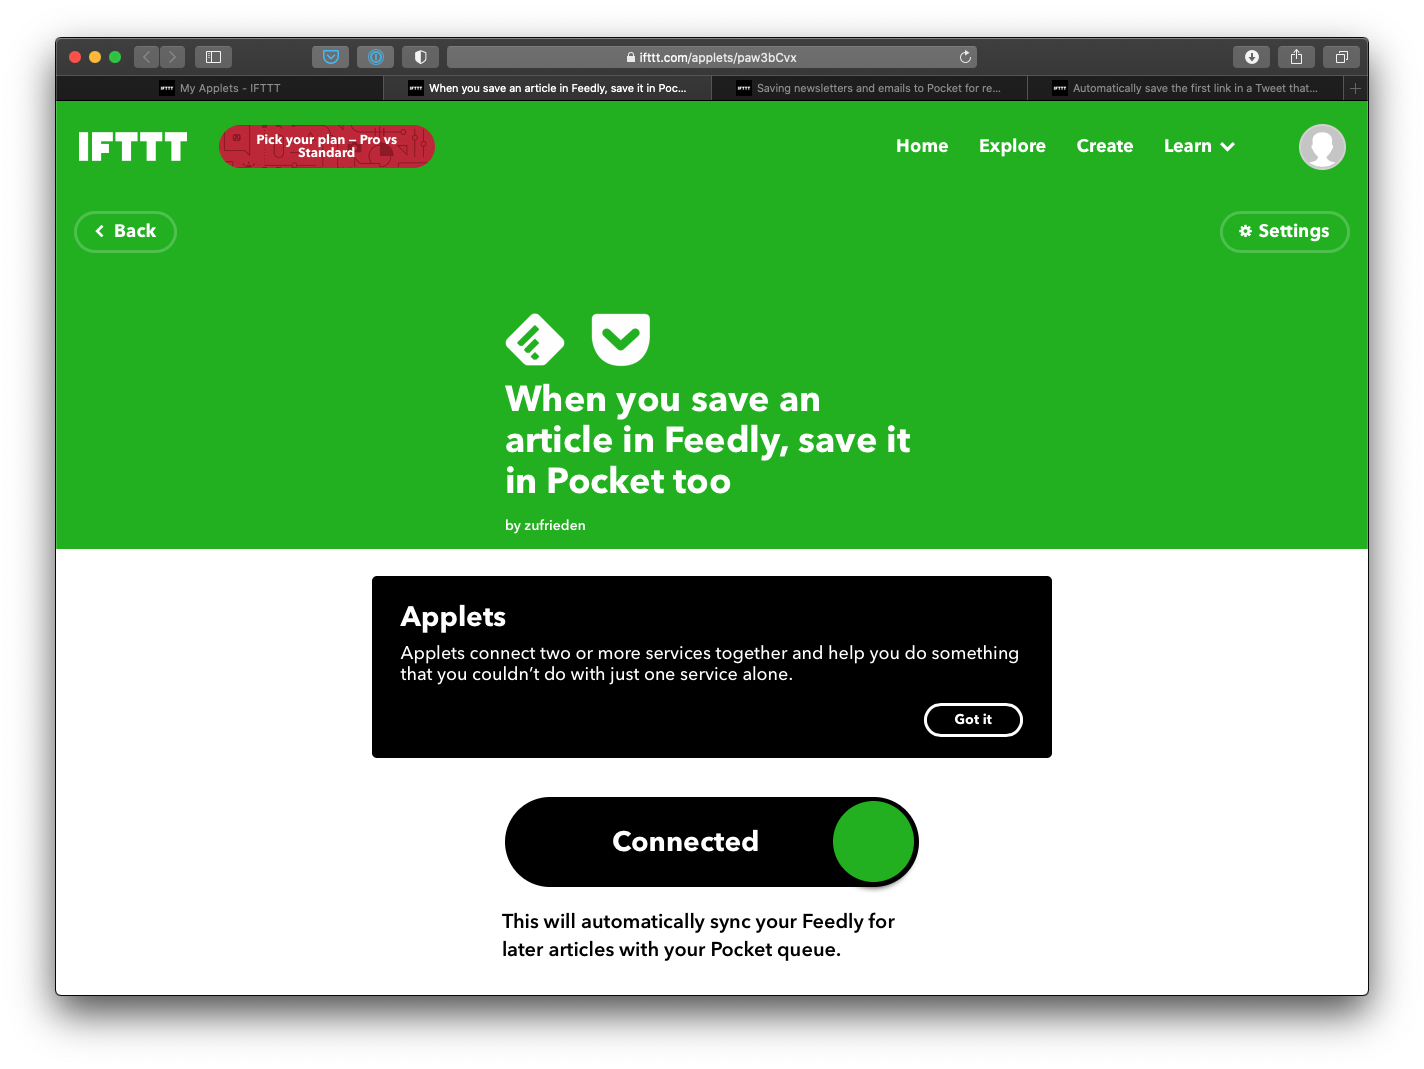 ifttt.com/applets/paw3bCvx
IFTTT My Applets – IFTTT
IFTTT When you save an article in Feedly, save it in Poc...
IFTTT Saving newsletters and emails to Pocket for re...
IFTTT Automatically save the first link in a Tweet that...
IFTTT
Pick your plan – Pro vs
Standard
Home Explore Create Learn
Back
Settings
When you save an
article in Feedly, save it
in Pocket too
by zufrieden
Applets
Applets connect two or more services together and help you do something
that you couldn’t do with just one service alone.
Got it
Connected
This will automatically sync your Feedly for
later articles with your Pocket queue.